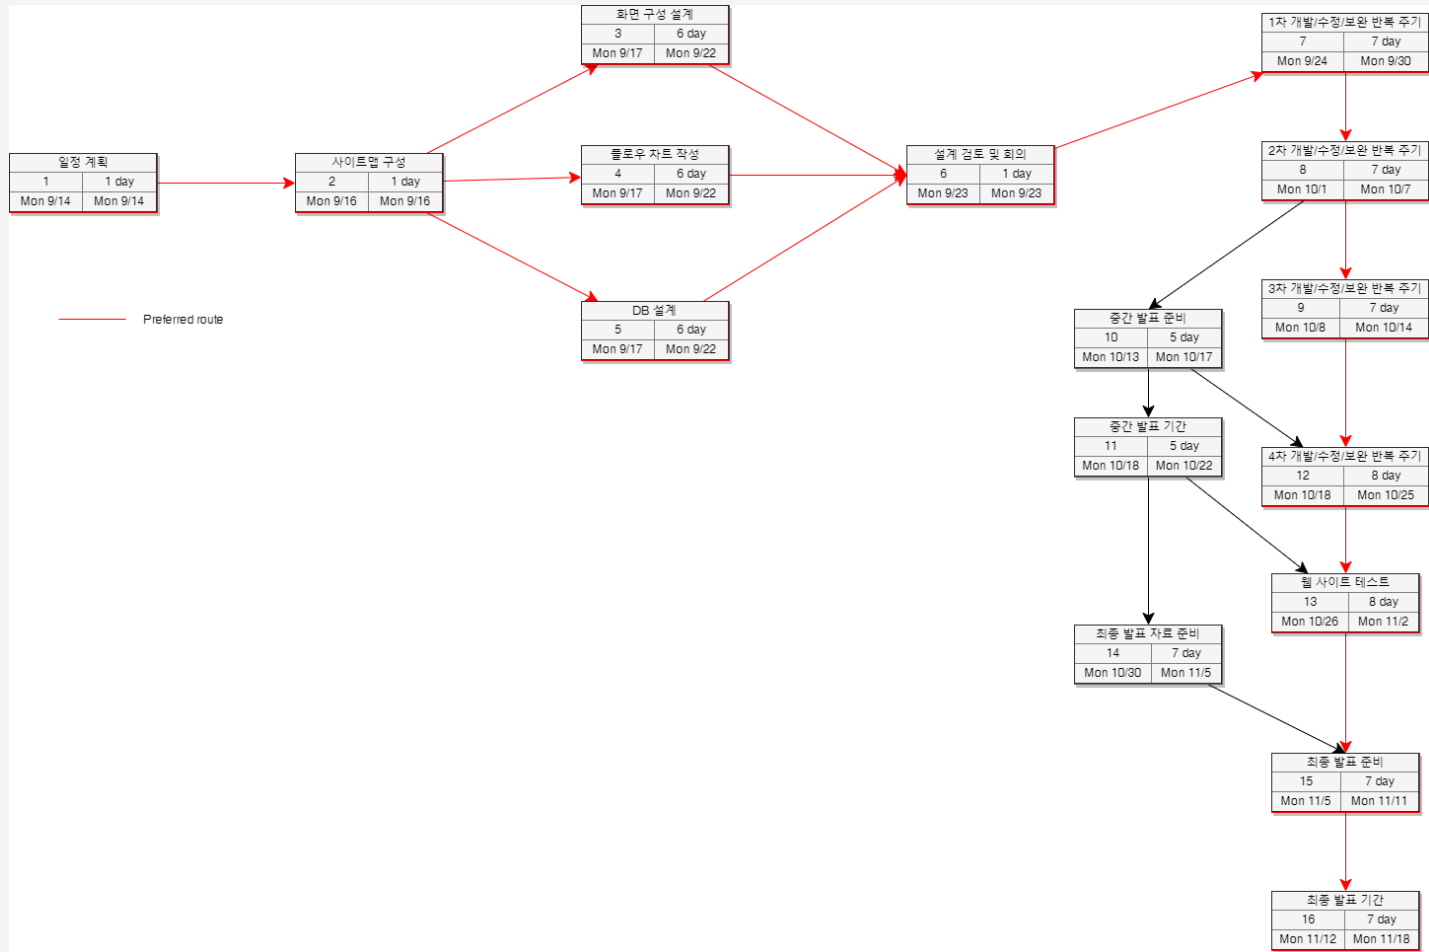 화면 구성 설계
3 6 day
Mon 9/17 Mon 9/22
1차 개발/수정/보완 반복 주기
7 7 day
Mon 9/24 Mon 9/30
일정 계획
1 1 day
Mon 9/14 Mon 9/14
사이트맵 구성
2 1 day
Mon 9/16 Mon 9/16
플로우 차트 작성
4 6 day
Mon 9/17 Mon 9/22
설계 검토 및 회의
6 1 day
Mon 9/23 Mon 9/23
2차 개발/수정/보완 반복 주기
8 7 day
Mon 10/1 Mon 10/7
Preferred route
DB 설계
5 6 day
Mon 9/17 Mon 9/22
3차 개발/수정/보완 반복 주기
9 7 day
Mon 10/8 Mon 10/14
중간 발표 준비
10 5 day
Mon 10/13 Mon 10/17
중간 발표 기간
11 5 day
Mon 10/18 Mon 10/22
4차 개발/수정/보완 반복 주기
12 8 day
Mon 10/18 Mon 10/25
웹 사이트 테스트
13 8 day
Mon 10/26 Mon 11/2
최종 발표 자료 준비
14 7 day
Mon 10/30 Mon 11/5
최종 발표 준비
15 7 day
Mon 11/5 Mon 11/11
최종 발표 기간
16 7 day
Mon 11/12 Mon 11/18